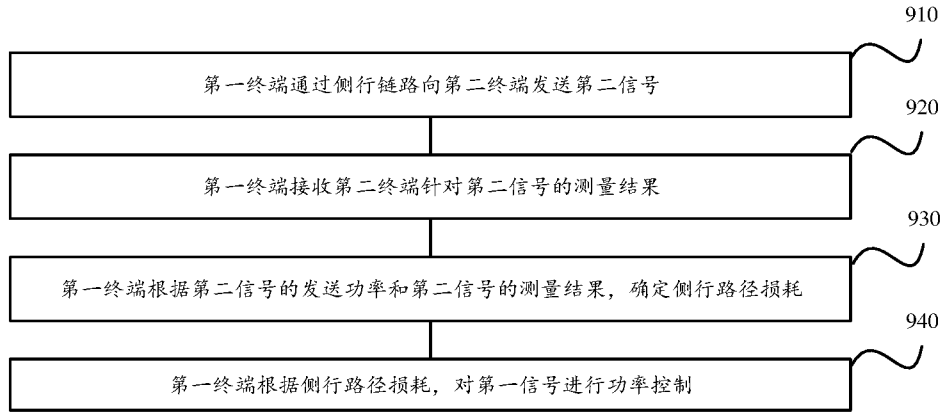 910
第一终端通过侧行链路向第二终端发送第二信号
920
第一终端接收第二终端针对第二信号的测量结果
930
第一终端根据第二信号的发送功率和第二信号的测量结果，确定侧行路径损耗
940
第一终端根据侧行路径损耗，对第一信号进行功率控制